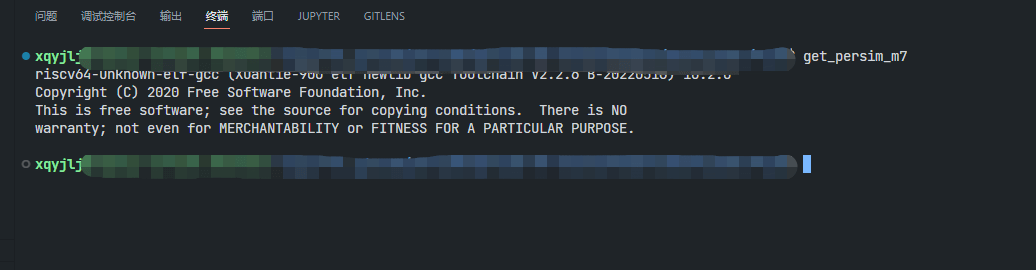 问题 调试控制台 输出 终端 端口 JUPYTER GITLENS
xqyjlj get_persim_m7
riscv64-unknown-elf-gcc (Xuantie-900 elf newlib gcc Toolchain V2.2.6 B-20220516) 10.2.0
Copyright (C) 2020 Free Software Foundation, Inc.
This is free software; see the source for copying conditions.  There is NO
warranty; not even for MERCHANTABILITY or FITNESS FOR A PARTICULAR PURPOSE.
xqyjlj